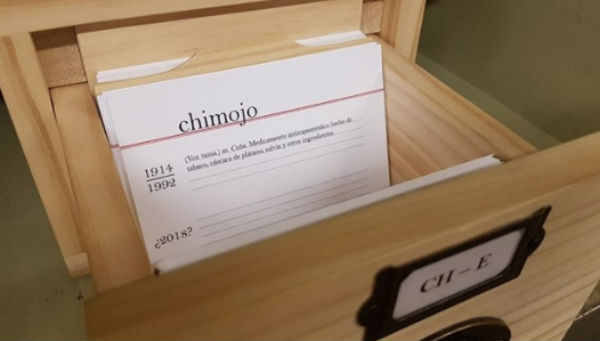 chimojo
(Voz taína.) m. Cuba. Medicamento antiespasmódico hecho de
tabaco, cáscara de plátano, salvia y otros ingredientes.
1914
1992
¿2018?
CH – E